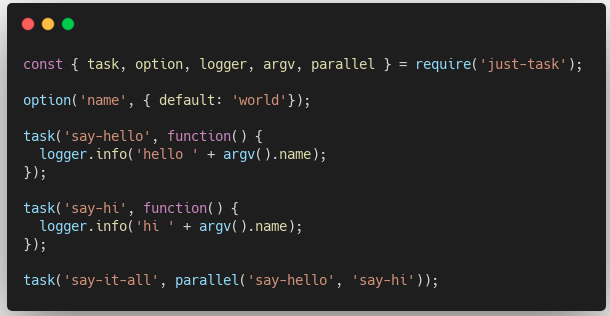 const { task, option, logger, argv, parallel } = require('just-task');
option('name', { default: 'world'});
task('say-hello', function() {
  logger.info('hello ' + argv().name);
});
task('say-hi', function() {
  logger.info('hi ' + argv().name);
});
task('say-it-all', parallel('say-hello', 'say-hi'));